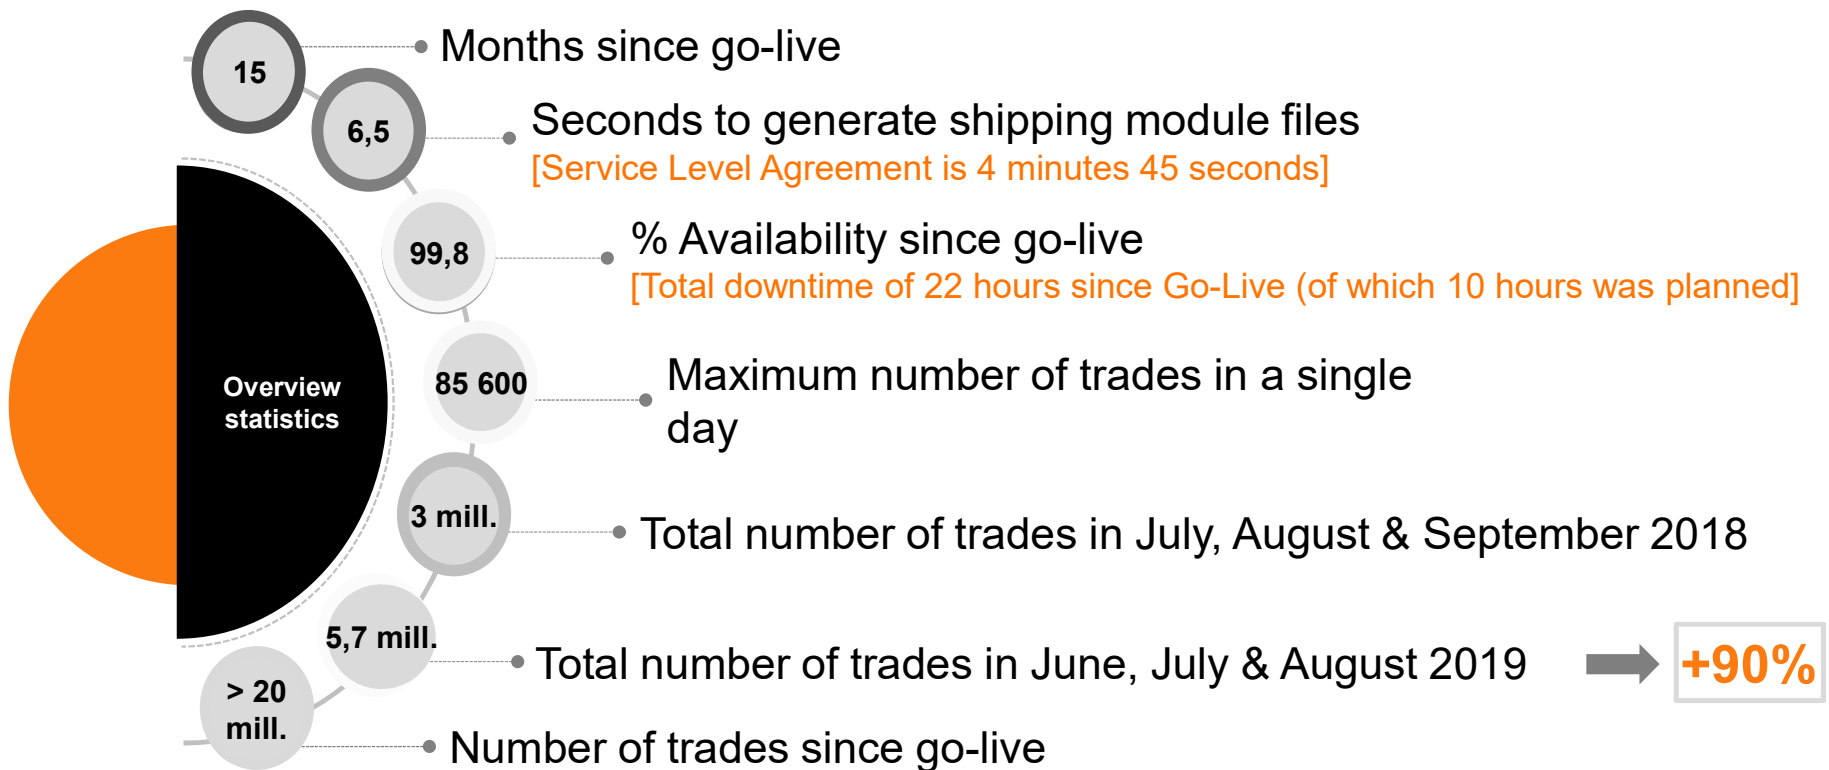 15
Months since go-live
6,5
Seconds to generate shipping module files
[Service Level Agreement is 4 minutes 45 seconds]
99,8
% Availability since go-live
[Total downtime of 22 hours since Go-Live (of which 10 hours was planned]
Overview
statistics
85 600
Maximum number of trades in a single
day
3 mill.
Total number of trades in July, August & September 2018
5,7 mill.
Total number of trades in June, July & August 2019
+90%
> 20
mill.
Number of trades since go-live